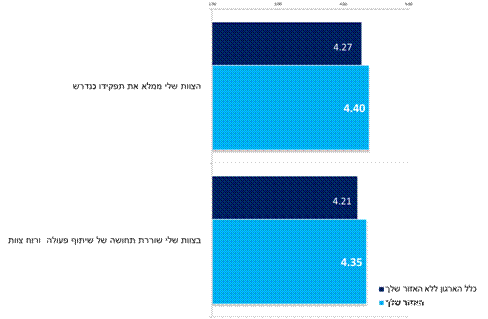 4.27
הצוות שלי ממלא את תפקידו כנדרש
4.40
4.21
בצוות שלי שוררת תחושה של שיתוף פעולה ורוח צוות
4.35
כלל הארגון ללא האזור שלך
האזור שלך